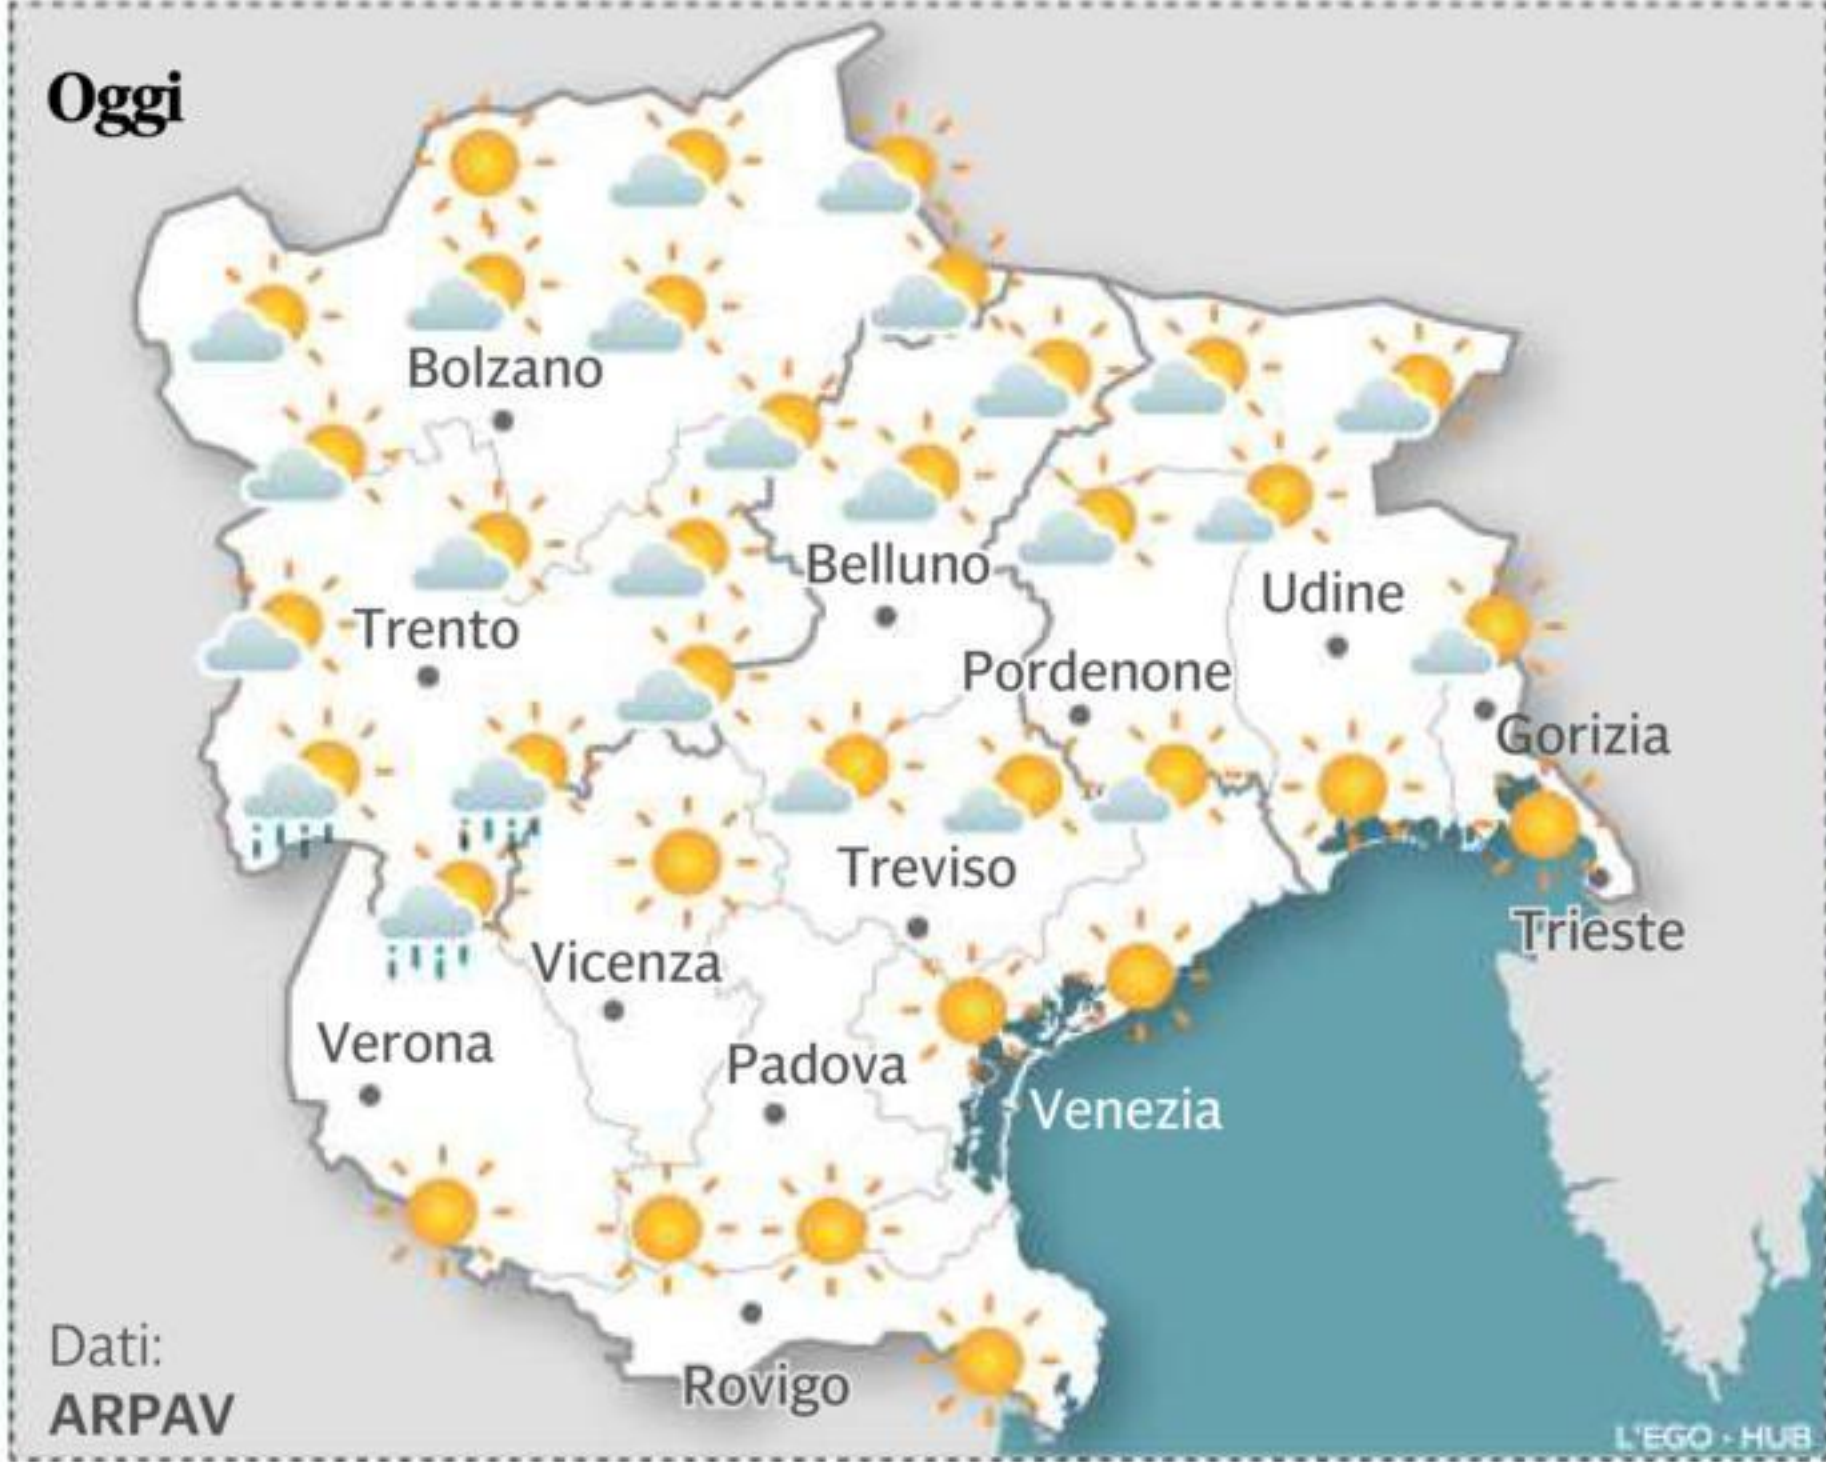 Oggi
Bolzano
Belluno
Udine
Trento
Pordenone
Gorizia
Treviso
Trieste
Vicenza
Verona
Padova
Venezia
Dati:
ARPAV
Rovigo
L'EGO - HUB